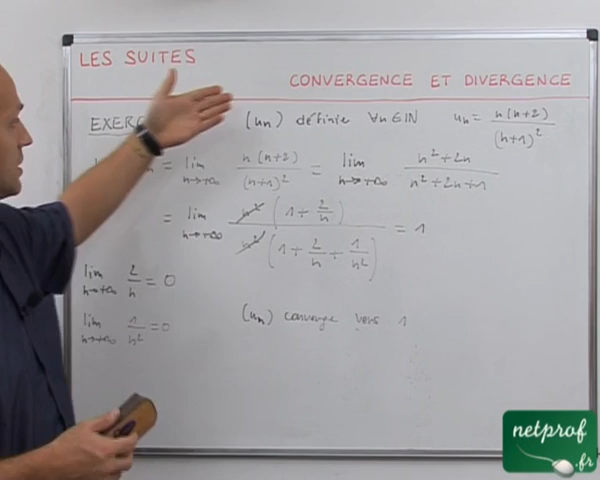 LES SUITES
CONVERGENCE ET DIVERGENCE
EXER (un) définie ∀n∈IN un = n(n+2)/(n+1)²
n = lim n→+∞ n(n+2)/(n+1)² = lim n→+∞ n²+2n/n²+2n+1
= lim n→+∞ n²(1+2/n)/n²(1+2/n+1/n²) = 1
lim n→+∞ 2/n = 0
lim n→+∞ 1/n² = 0
(un) converge vers 1
netprof
.fr